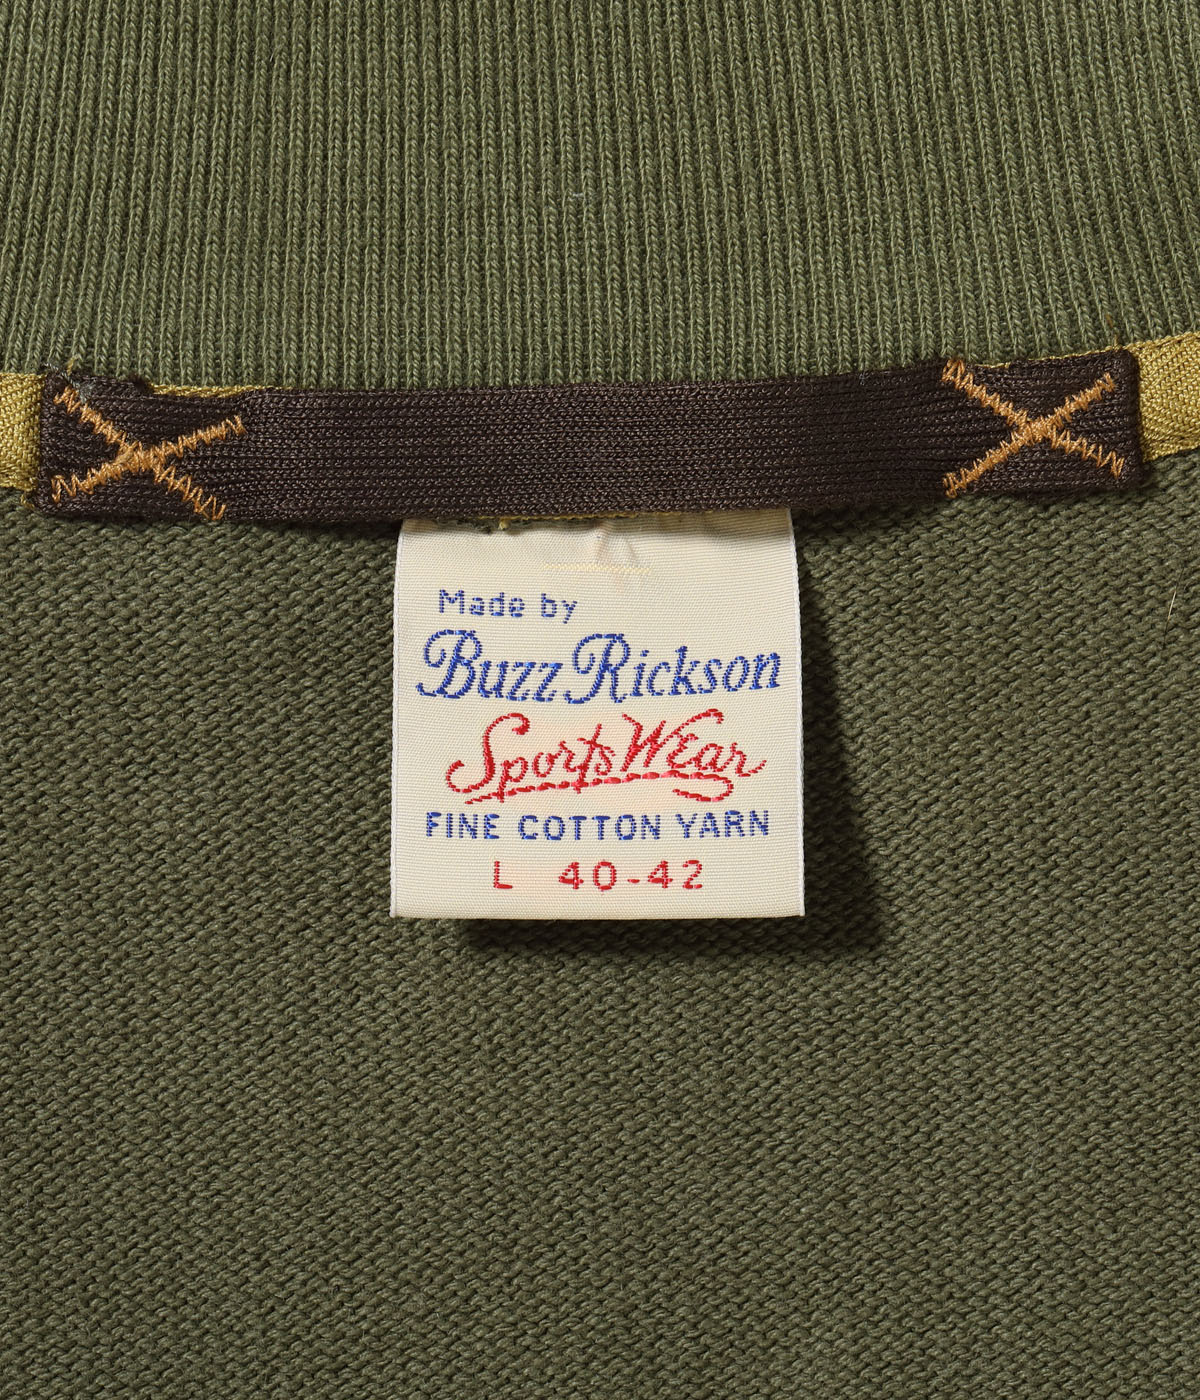 Made by
Buzz Rickson
SportsWear
FINE COTTON YARN
L 40-42